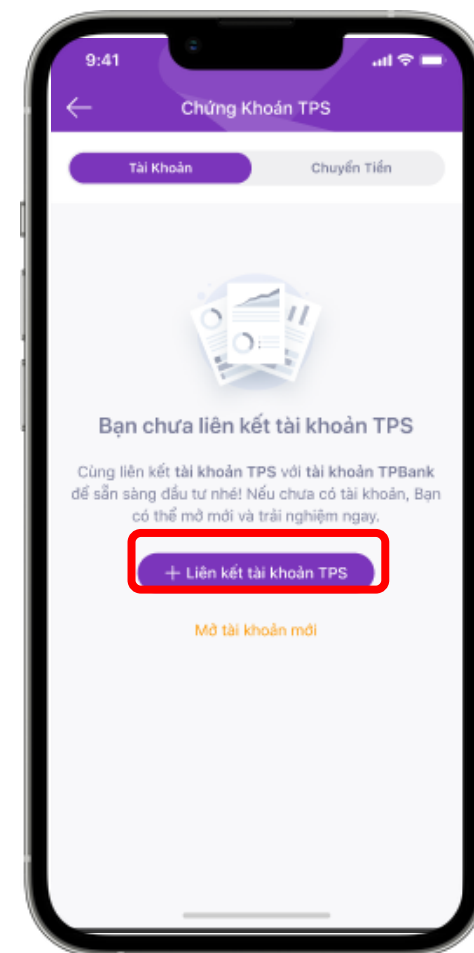 9:41
Chứng Khoán TPS
Tài Khoản
Chuyển Tiền
Bạn chưa liên kết tài khoản TPS
Cùng liên kết tài khoản TPS với tài khoản TPBank
để sẵn sàng đầu tư nhé! Nếu chưa có tài khoản, Bạn
có thể mở mới và trải nghiệm ngay.
+ Liên kết tài khoản TPS
Mở tài khoản mới